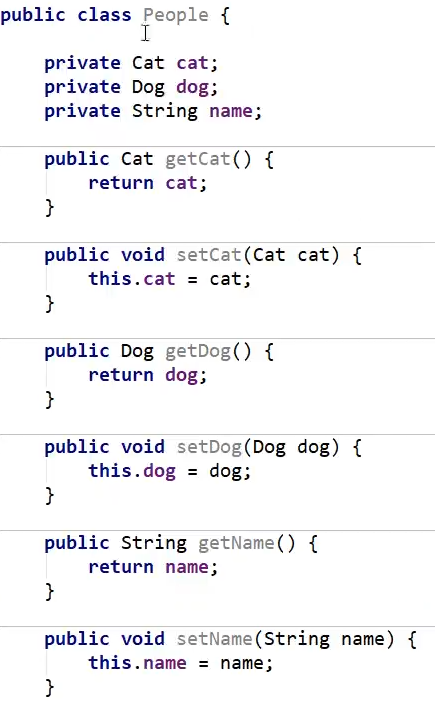 public class People {
private Cat cat;
private Dog dog;
private String name;
public Cat getCat() {
return cat;
}
public void setCat(Cat cat) {
this.cat = cat;
}
public Dog getDog() {
return dog;
}
public void setDog(Dog dog) {
this.dog = dog;
}
public String getName() {
return name;
}
public void setName(String name) {
this.name = name;
}